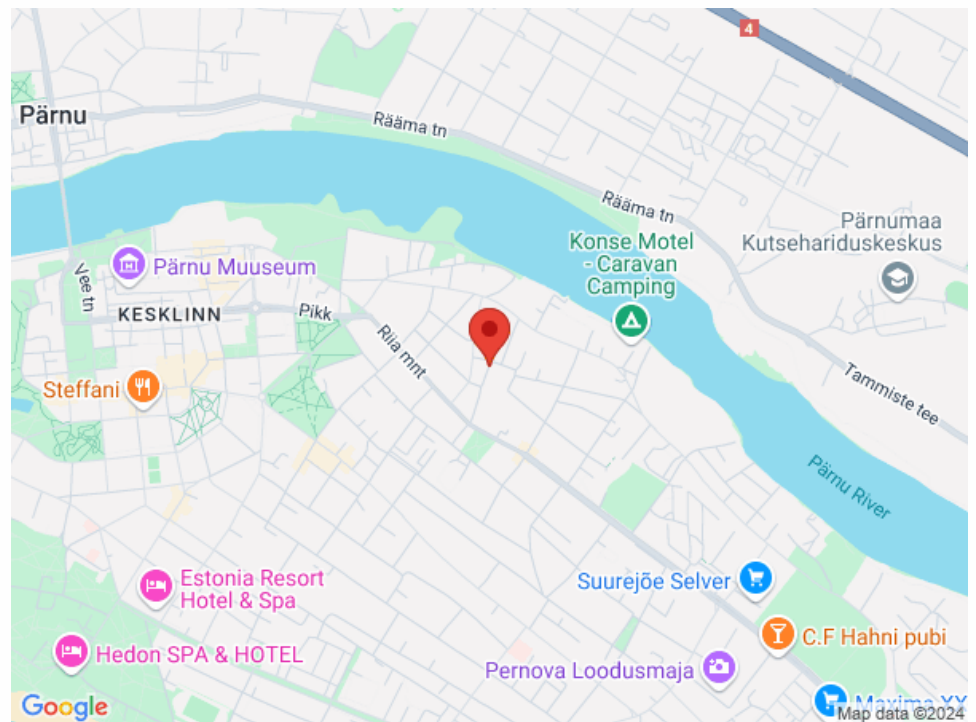 4
Pärnu
Rääma tn
Rääma tn
Pärnumaa
Kutsehariduskeskus
Konse Motel
- Caravan
Camping
Vee tn
Pärnu Muuseum
KESKLINN
Pikk
Riia mnt
Steffani
Tammiste tee
Pärnu River
Estonia Resort
Hotel & Spa
Suurejõe Selver
C.F Hahni pubi
Hedon SPA & HOTEL
Pernova Loodusmaja
Maxima XX
Google
Map data ©2024